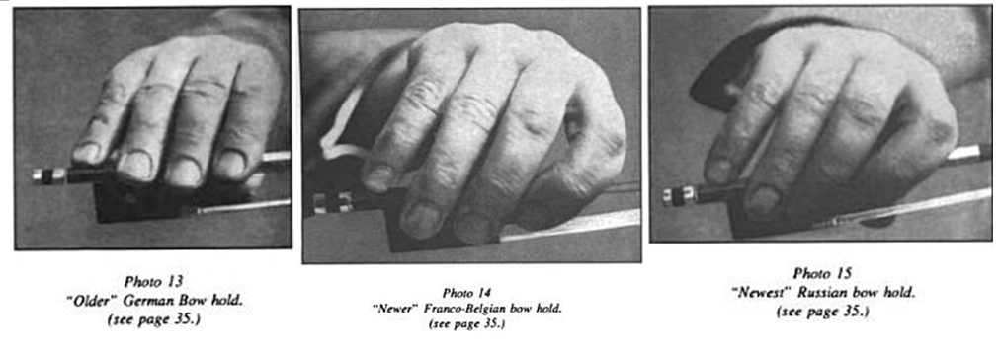 Photo 13
"Older" German Bow hold.
(see page 35.)
Photo 14
"Newer" Franco-Belgian bow hold.
(see page 35.)
Photo 15
"Newest" Russian bow hold.
(see page 35.)